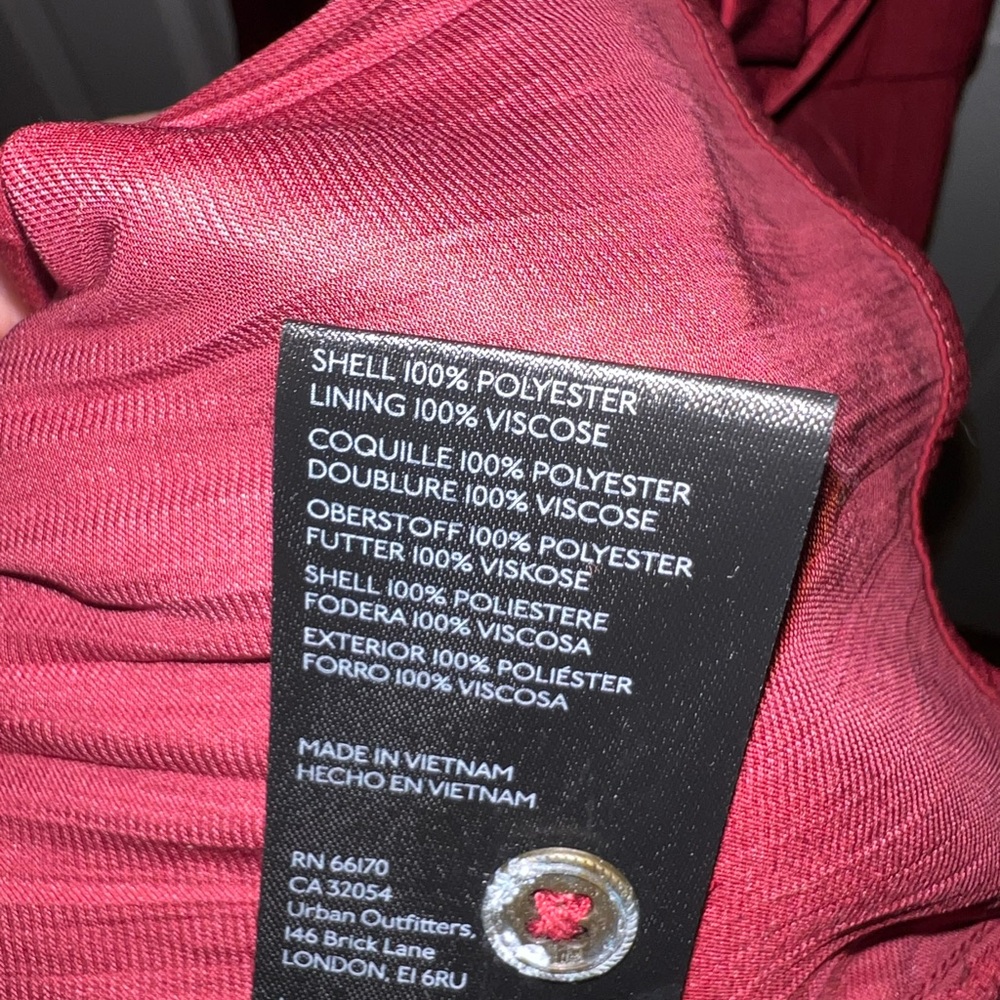 SHELL 100% POLYESTER
LINING 100% VISCOSE
COQUILLE 100% POLYESTER
DOUBLURE 100% VISCOSE
OBERSTOFF 100% POLYESTER
FUTTER 100% VISKOSE
SHELL 100% POLIESTERE
FODERA 100% VISCOSA
EXTERIOR 100% POLIÉSTER
FORRO 100% VISCOSA
MADE IN VIETNAM
HECHO EN VIETNAM
RN 66170
CA 32054
Urban Outfitters,
146 Brick Lane
LONDON, E1 6RU